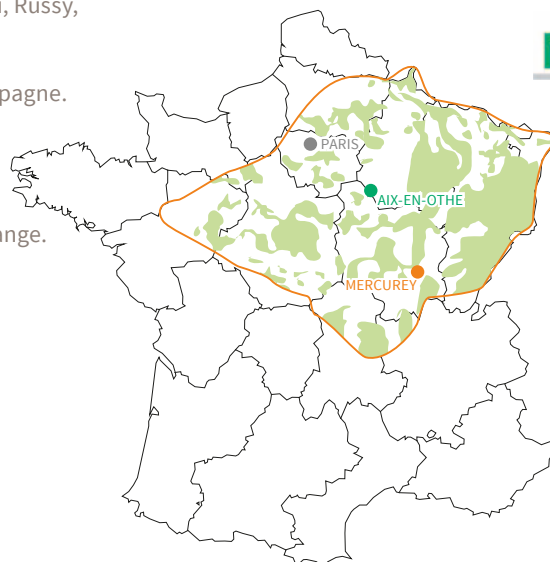 , Russy,
pagne.
ange.
PARIS
AIX-EN-OTHE
MERCUREY